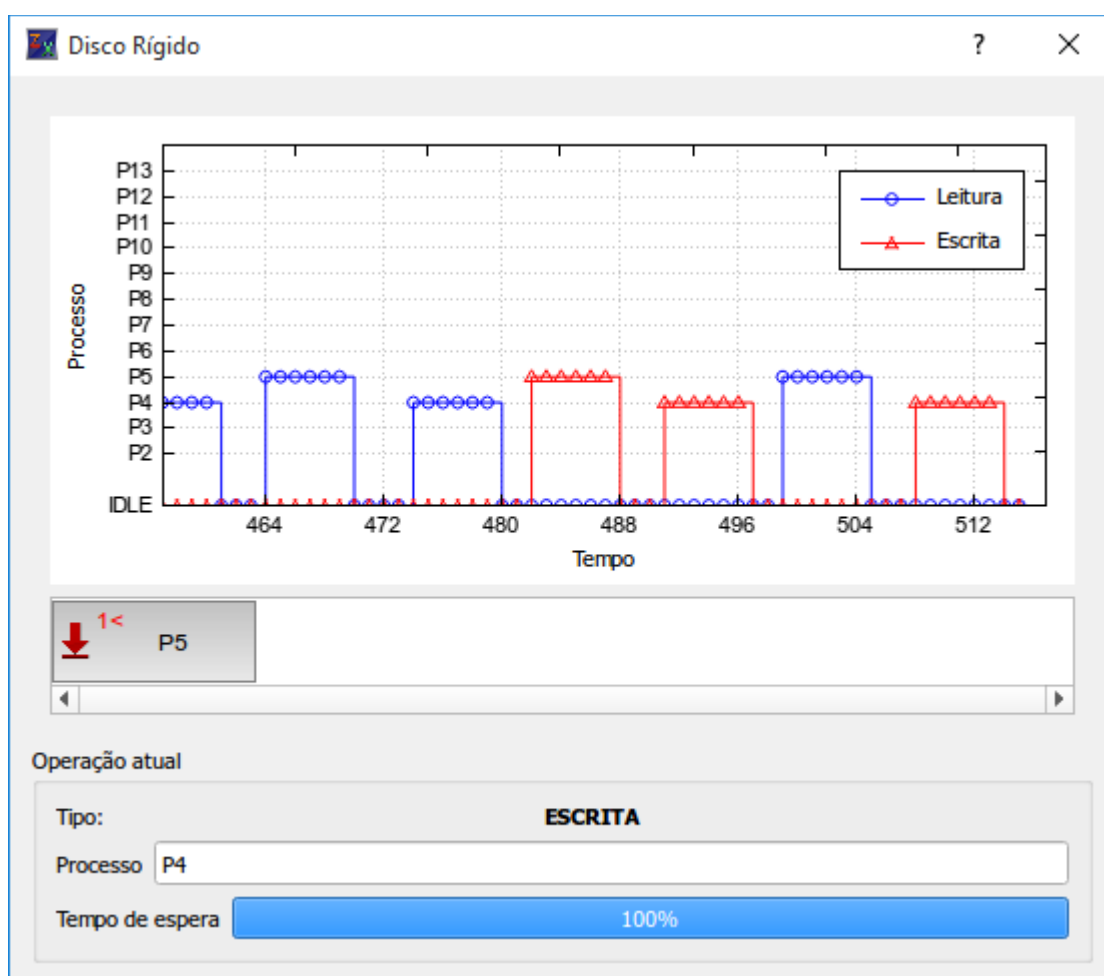 Disco Rígido
?
P13
P12
P11
P10
P9
P8
P7
P6
P5
P4
P3
P2
IDLE
Processo
Leitura
Escrita
464 472 480 488 496 504 512
Tempo
1<
P5
Operação atual
Tipo: ESCRITA
Processo P4
Tempo de espera 100%